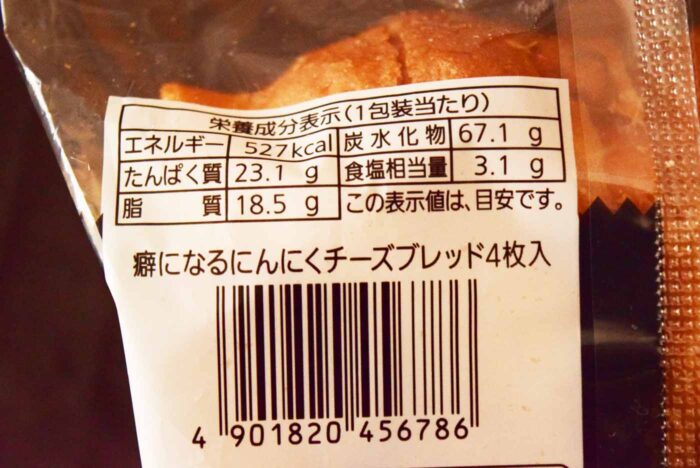 栄養成分表示(1包装当たり)
エネルギー 527kcal 炭水化物 67.1 g
たんぱく質 23.1 g 食塩相当量 3.1 g
脂質 18.5 g この表示値は、目安です。
癖になるにんにくチーズブレッド4枚入
4 901820 456786